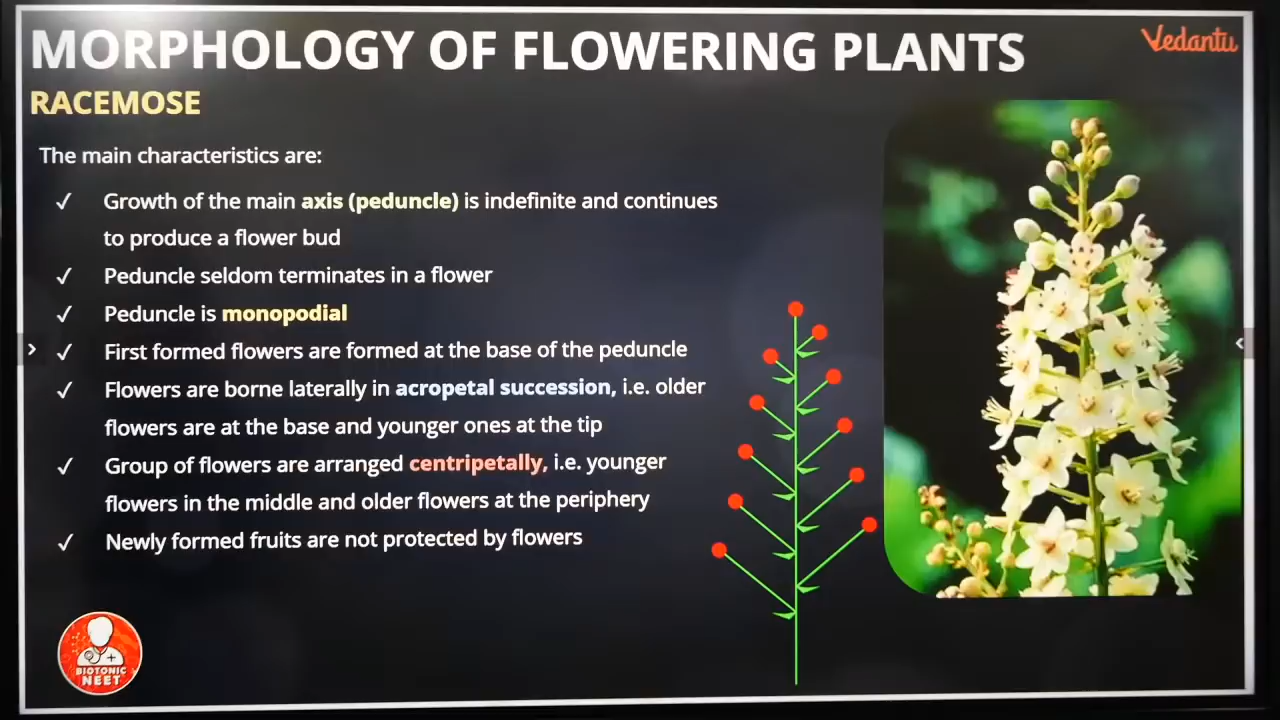 MORPHOLOGY OF FLOWERING PLANTS
Vedantu
RACEMOSE
The main characteristics are:
✓ Growth of the main axis (peduncle) is indefinite and continues
to produce a flower bud
✓ Peduncle seldom terminates in a flower
✓ Peduncle is monopodial
✓ First formed flowers are formed at the base of the peduncle
✓ Flowers are borne laterally in acropetal succession, i.e. older
flowers are at the base and younger ones at the tip
✓ Group of flowers are arranged centripetally, i.e. younger
flowers in the middle and older flowers at the periphery
✓ Newly formed fruits are not protected by flowers
BIOTONIC
NEET